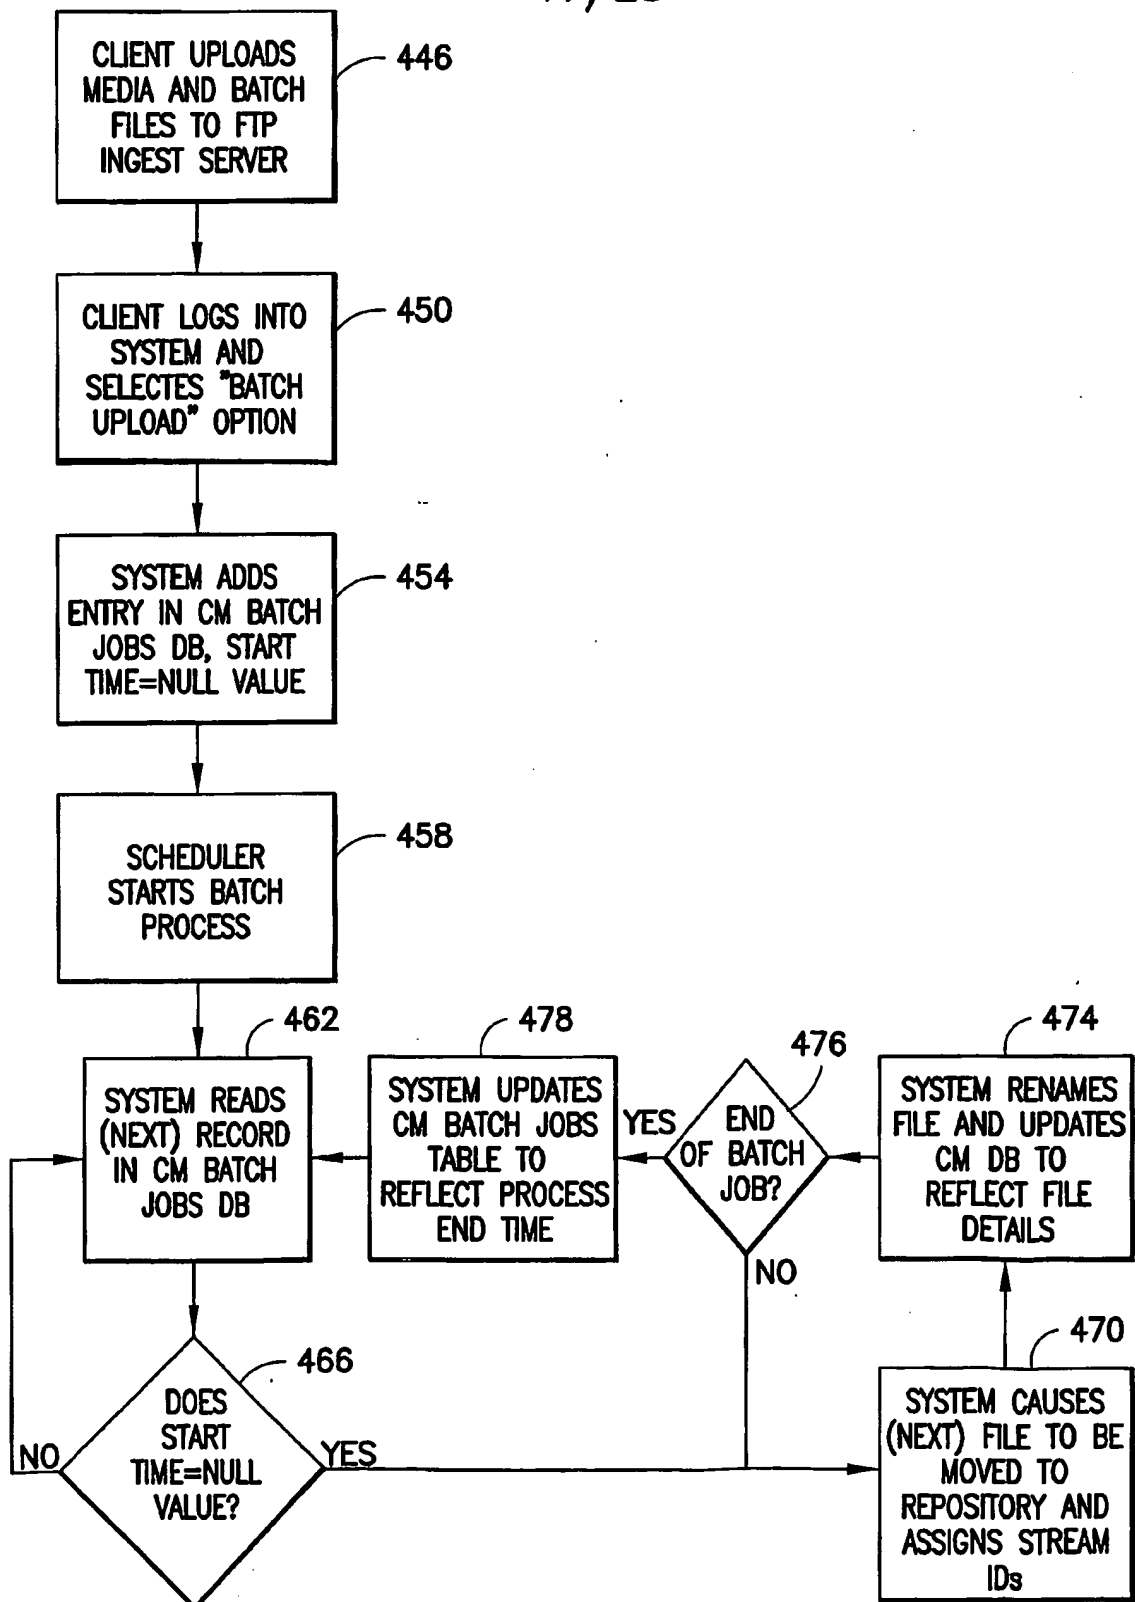 CLIENT UPLOADS
MEDIA AND BATCH
FILES TO FTP
INGEST SERVER
446
CLIENT LOGS INTO
SYSTEM AND
SELECTES "BATCH
UPLOAD" OPTION
450
SYSTEM ADDS
ENTRY IN CM BATCH
JOBS DB, START
TIME=NULL VALUE
454
SCHEDULER
STARTS BATCH
PROCESS
458
SYSTEM READS
(NEXT) RECORD
IN CM BATCH
JOBS DB
462
SYSTEM UPDATES
CM BATCH JOBS
TABLE TO
REFLECT PROCESS
END TIME
478
YES
END
OF BATCH
JOB?
476
NO
SYSTEM RENAMES
FILE AND UPDATES
CM DB TO
REFLECT FILE
DETAILS
474
DOES
START
TIME=NULL
VALUE?
466
NO
YES
SYSTEM CAUSES
(NEXT) FILE TO BE
MOVED TO
REPOSITORY AND
ASSIGNS STREAM
IDs
470